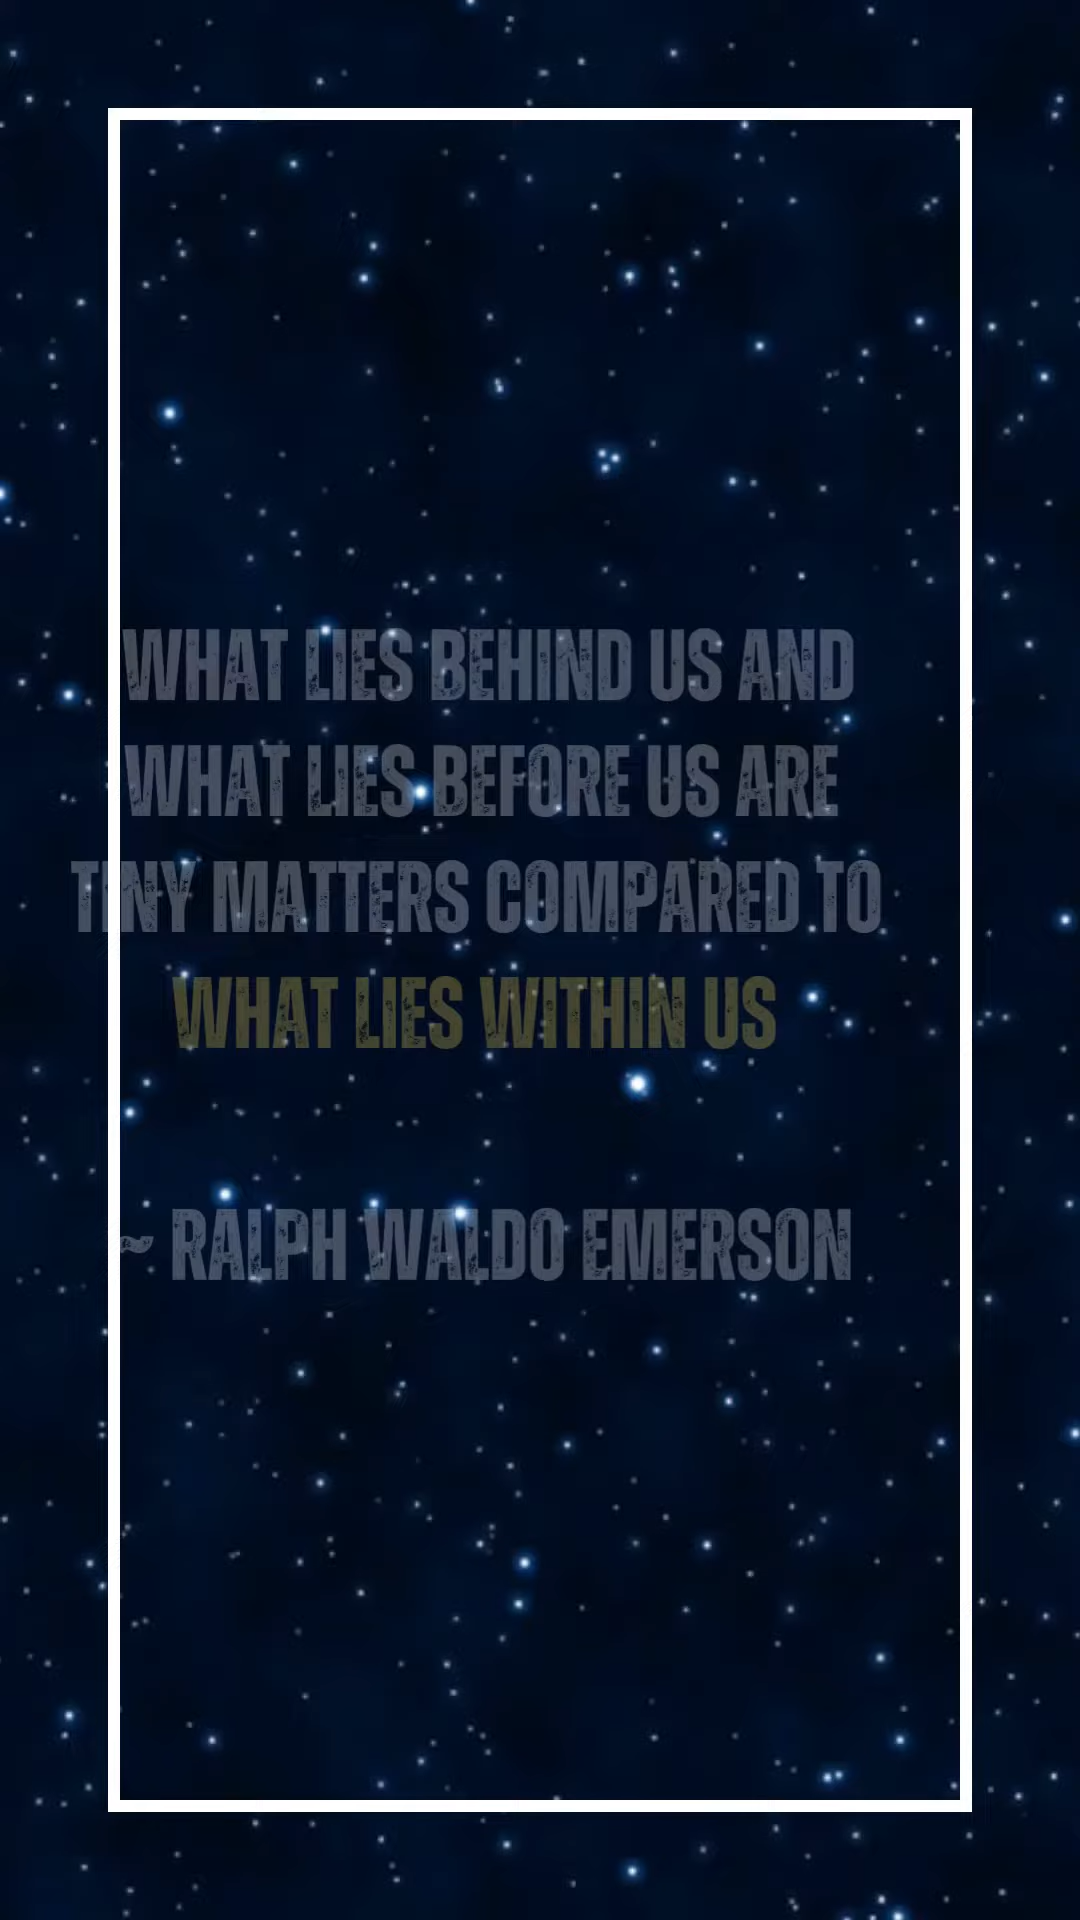 WHAT LIES BEHIND US AND
WHAT LIES BEFORE US ARE
TINY MATTERS COMPARED TO
WHAT LIES WITHIN US
~ RALPH WALDO EMERSON